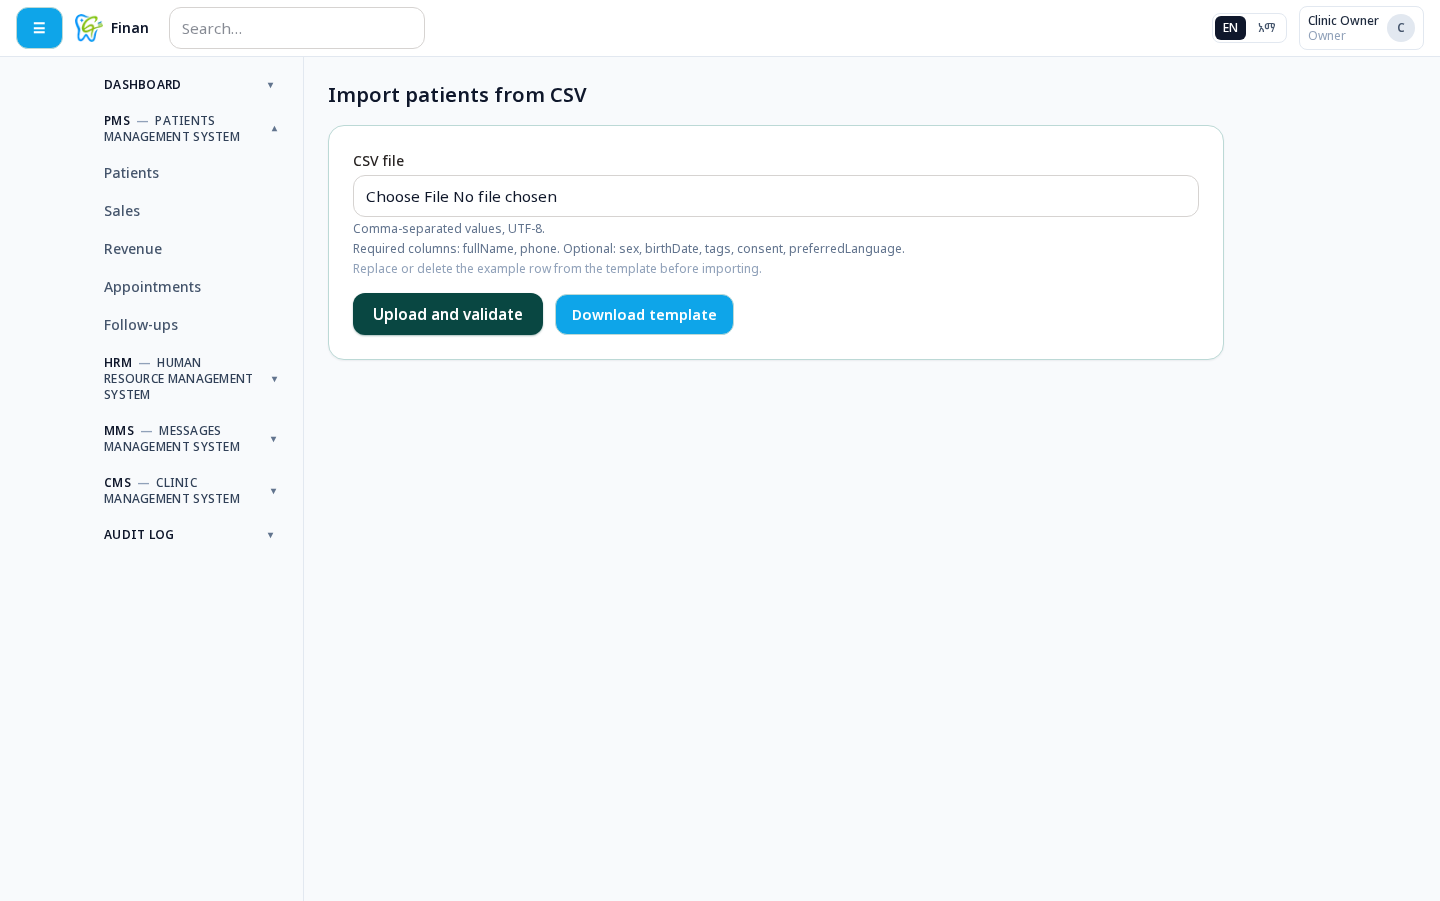 ☰
Finan
Search...
EN
አማ
Clinic Owner
Owner
C
DASHBOARD ▾
PMS — PATIENTS
MANAGEMENT SYSTEM ▴
Patients
Sales
Revenue
Appointments
Follow-ups
HRM — HUMAN
RESOURCE MANAGEMENT
SYSTEM ▾
MMS — MESSAGES
MANAGEMENT SYSTEM ▾
CMS — CLINIC
MANAGEMENT SYSTEM ▾
AUDIT LOG ▾
Import patients from CSV
CSV file
Choose File No file chosen
Comma-separated values, UTF-8.
Required columns: fullName, phone. Optional: sex, birthDate, tags, consent, preferredLanguage.
Replace or delete the example row from the template before importing.
Upload and validate
Download template